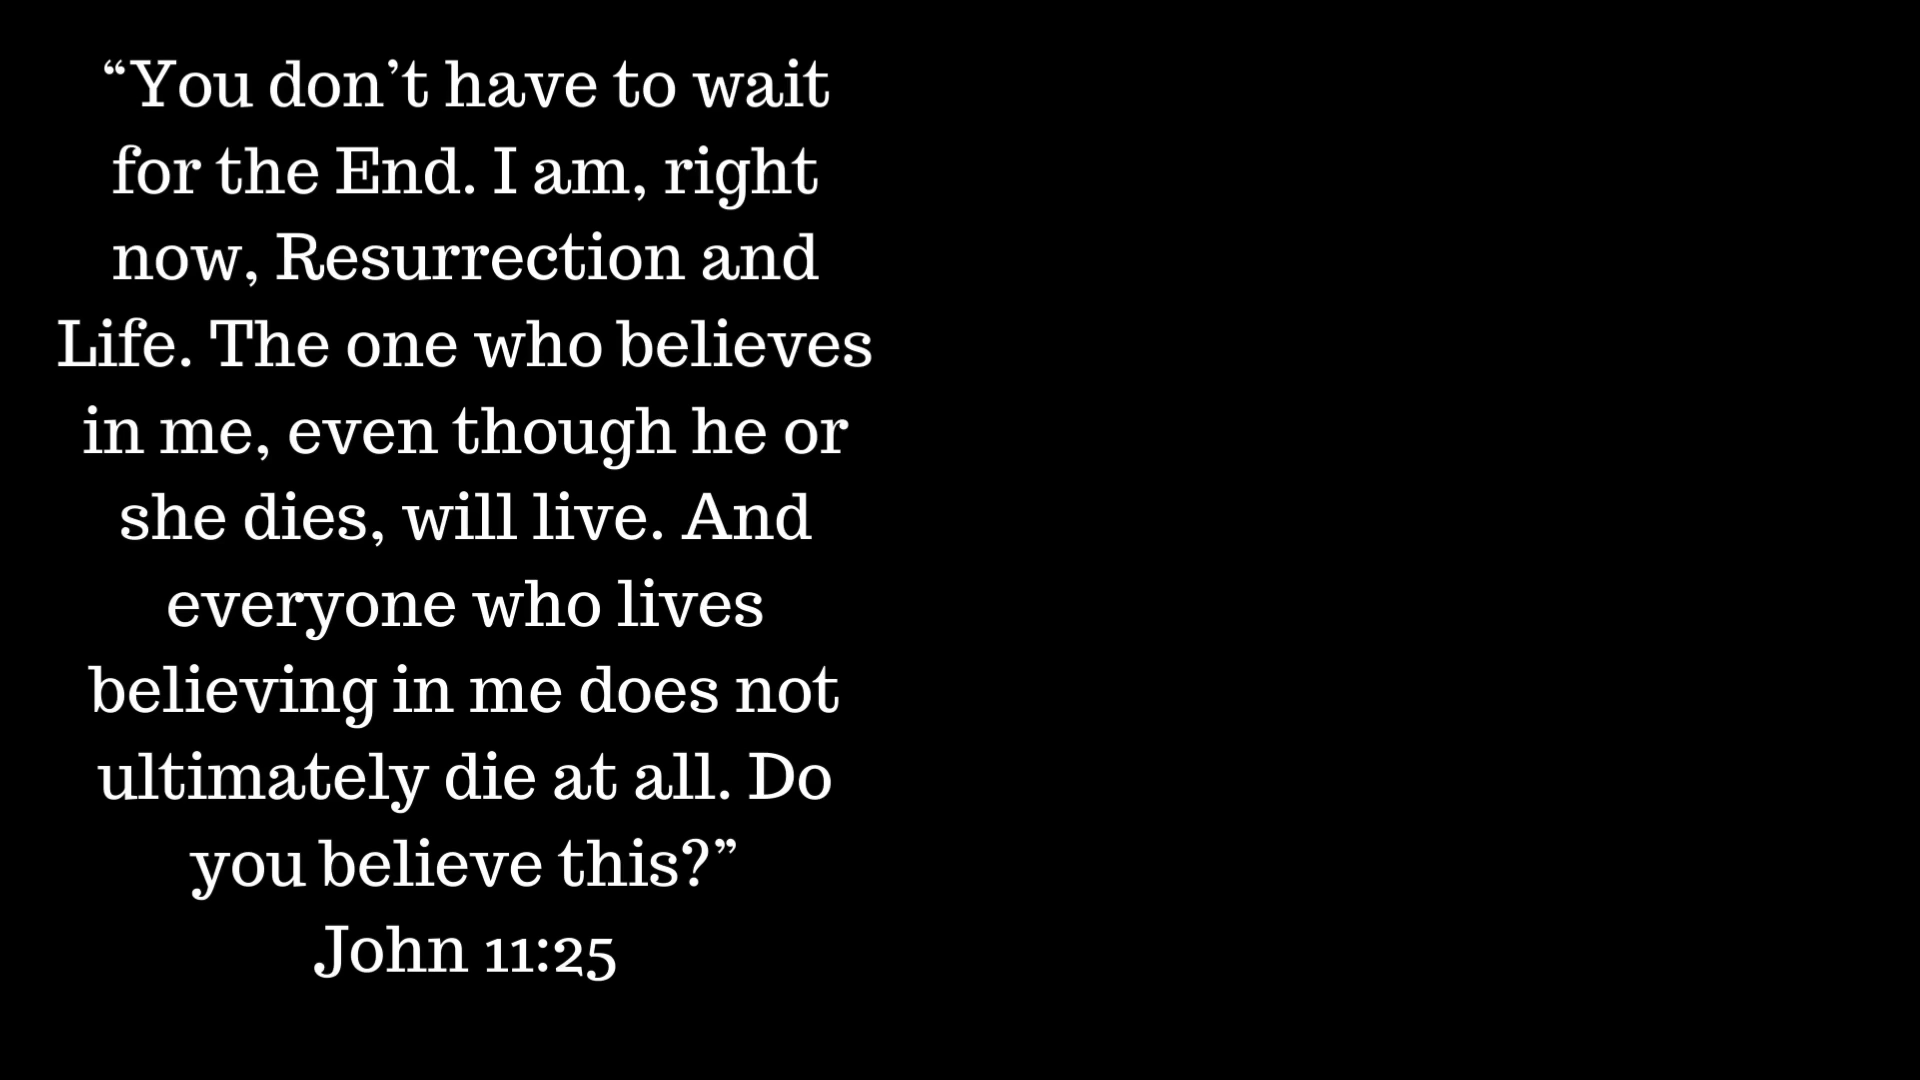 “You don’t have to wait
for the End. I am, right
now, Resurrection and
Life. The one who believes
in me, even though he or
she dies, will live. And
everyone who lives
believing in me does not
ultimately die at all. Do
you believe this?”
John 11:25